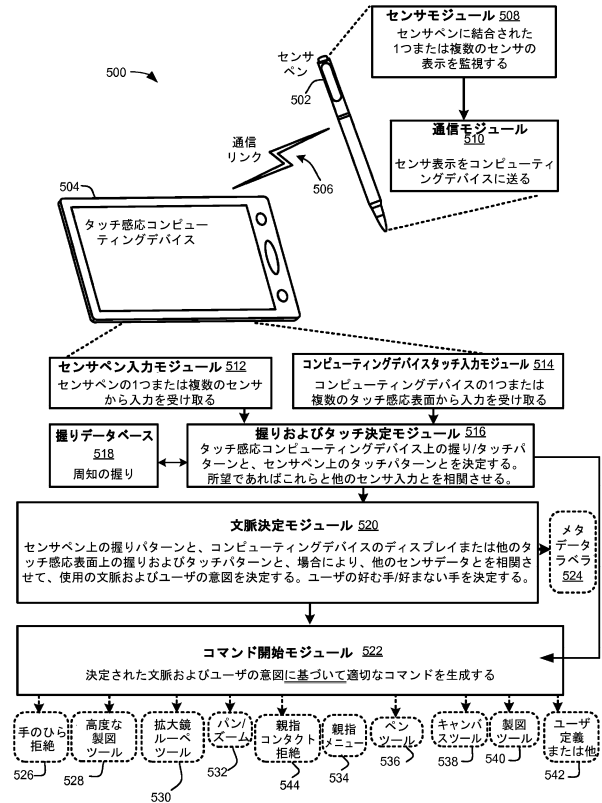 センサモジュール 508
センサペンに結合された
1つまたは複数のセンサの
表示を監視する
500
センサ
ペン
502
通信モジュール
510
センサ表示をコンピューティ
ングデバイスに送る
通信
リンク
506
504
タッチ感応コンピュー
ティングデバイス
センサペン入力モジュール 512
センサペンの1つまたは複数のセンサ
から入力を受け取る
コンピューティングデバイスタッチ入力モジュール 514
コンピューティングデバイスの1つまたは
複数のタッチ感応表面から入力を受け取る
握りデータベース
518
周知の握り
握りおよびタッチ決定モジュール 516
タッチ感応コンピューティングデバイス上の握り/タッチパ
ターンと、センサペン上のタッチパターンとを決定する。
所望であればこれらと他のセンサ入力とを相関させる。
文脈決定モジュール 520
センサペン上の握りパターンと、コンピューティングデバイスのディスプレイまたは他のタ
ッチ感応表面上の握りおよびタッチパターンと、場合により、他のセンサデータとを相関さ
せて、使用の文脈およびユーザの意図を決定する。ユーザの好む手/好まない手を決定する。
メタ
データ
ラベラ
524
コマンド開始モジュール 522
決定された文脈およびユーザの意図に基づいて適切なコマンドを生成する
手のひら
拒絶
526
高度な
製図
ツール
528
拡大鏡
ルーペ
ツール
530
パン/
ズーム
532
親指
コンタクト
拒絶
544
親指
メニュー
534
ペン
ツール
536
キャンバ
スツール
538
製図
ツール
540
ユーザ
定義
または他
542